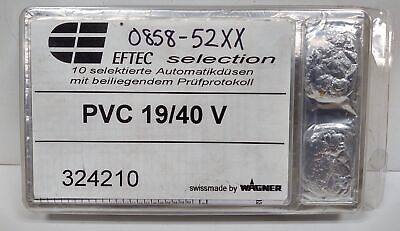 0858-52XX
EFTEC selection
10 selektierte Automatikdüsen
mit beiliegendem Prüfprotokoll
PVC 19/40 V
324210
swissmade by WAGNER